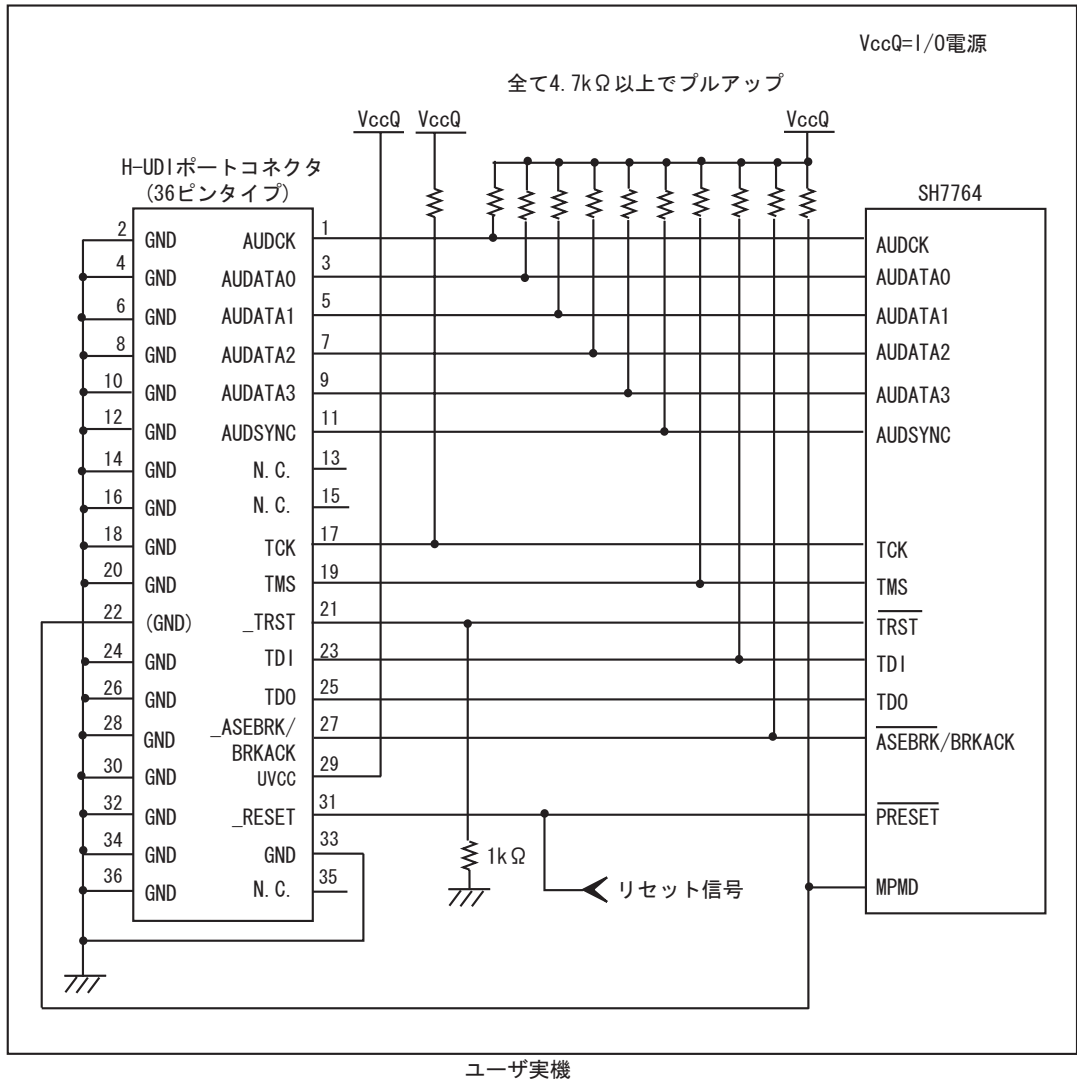 VccQ=I/O電源
全て4.7kΩ以上でプルアップ
VccQ VccQ VccQ
H-UDIポートコネクタ
(36ピンタイプ)
SH7764
2 GND AUDCK 1 AUDCK
4 GND AUDATA0 3 AUDATA0
6 GND AUDATA1 5 AUDATA1
8 GND AUDATA2 7 AUDATA2
10 GND AUDATA3 9 AUDATA3
12 GND AUDSYNC 11 AUDSYNC
14 GND N.C. 13
16 GND N.C. 15
18 GND TCK 17 TCK
20 GND TMS 19 TMS
22 (GND) _TRST 21 TRST
24 GND TDI 23 TDI
26 GND TDO 25 TDO
28 GND _ASEBRK/ 27 ASEBRK/BRKACK
BRKACK
30 GND UVCC 29
32 GND _RESET 31 PRESET
34 GND GND 33 1kΩ
36 GND N.C. 35 リセット信号 MPMD
ユーザ実機